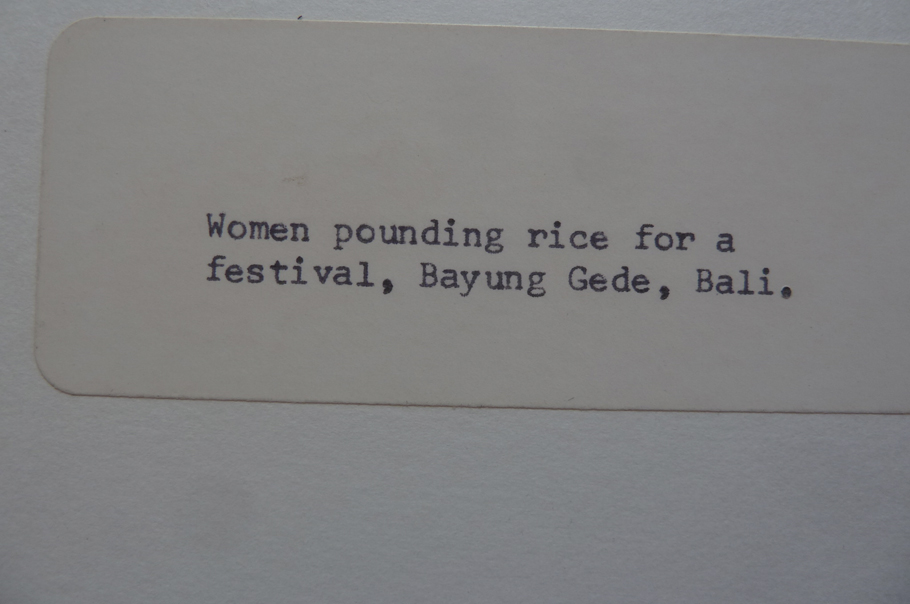 Women pounding rice for a
festival, Bayung Gede, Bali.